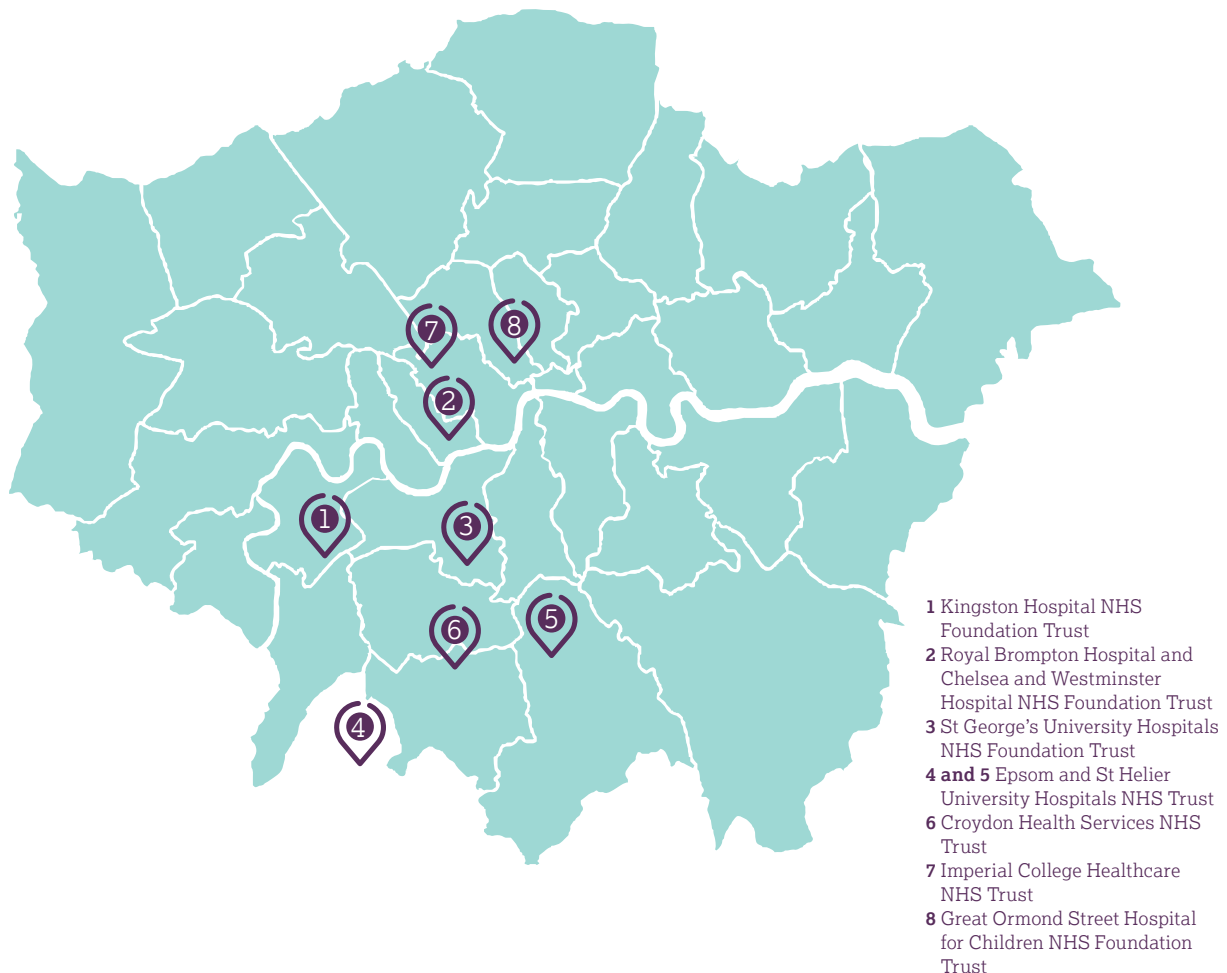 7
8
2
1
3
5
6
4
1 Kingston Hospital NHS
Foundation Trust
2 Royal Brompton Hospital and
Chelsea and Westminster
Hospital NHS Foundation Trust
3 St George’s University Hospitals
NHS Foundation Trust
4 and 5 Epsom and St Helier
University Hospitals NHS Trust
6 Croydon Health Services NHS
Trust
7 Imperial College Healthcare
NHS Trust
8 Great Ormond Street Hospital
for Children NHS Foundation
Trust